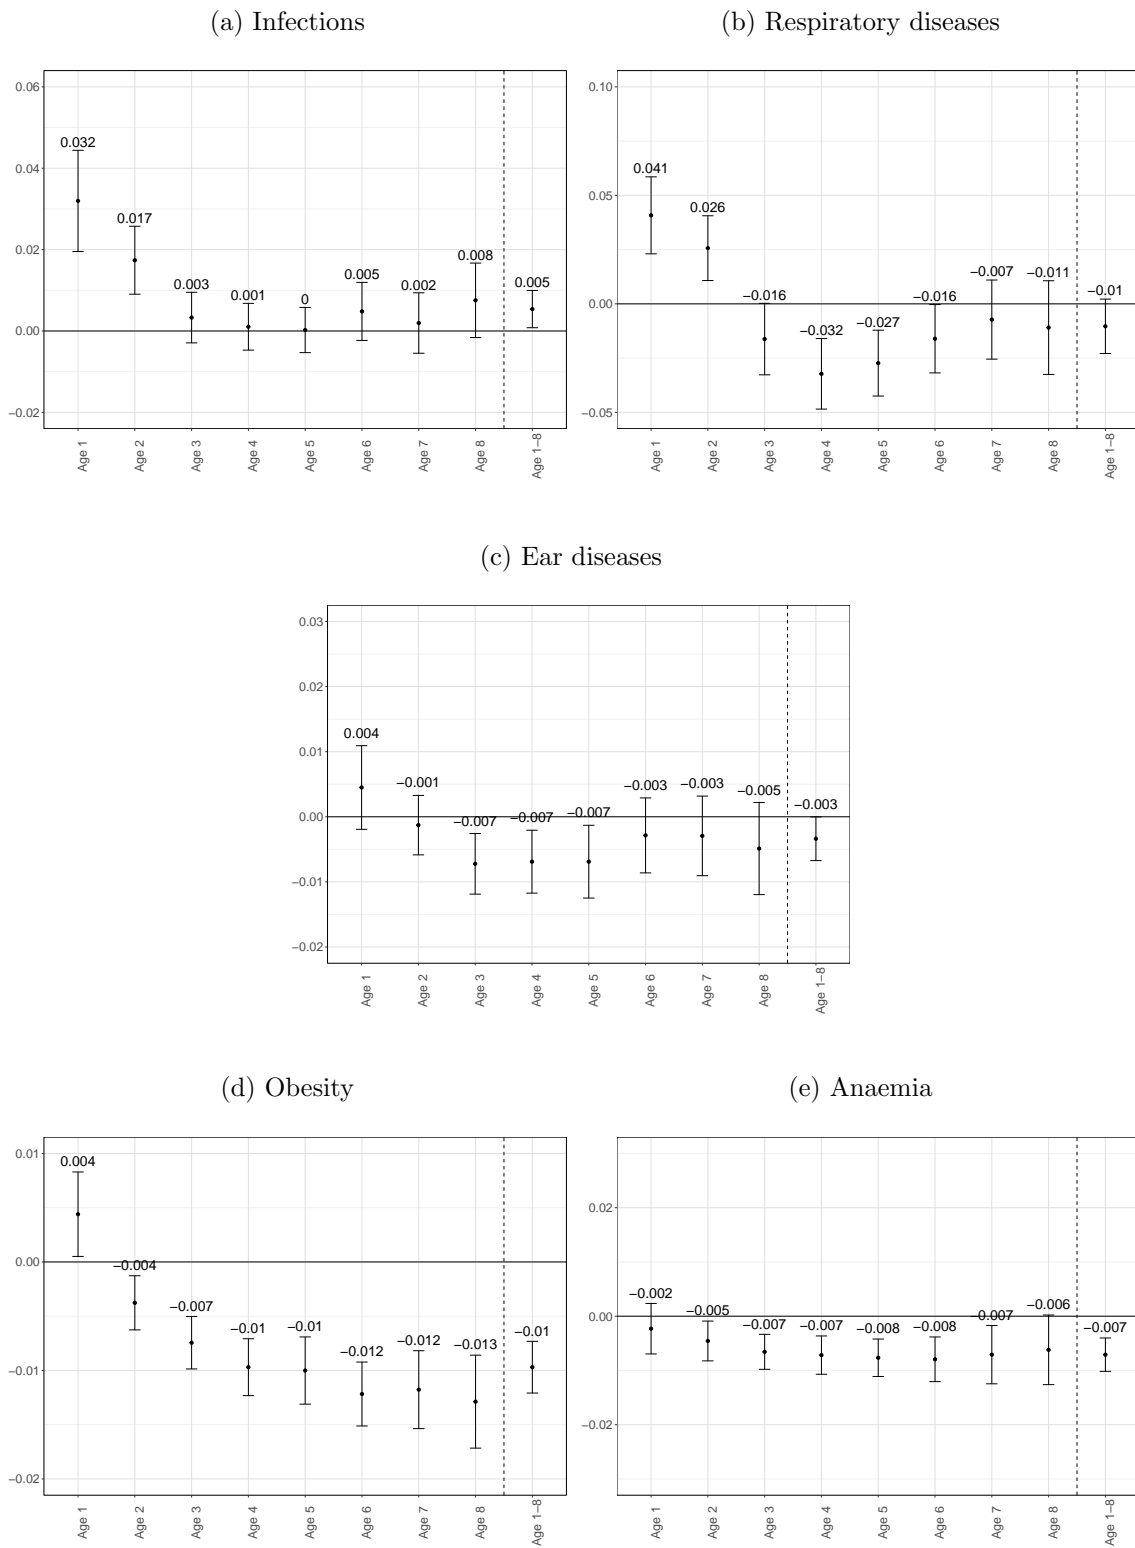 (a) Infections
0.06
0.04
0.02
0.00
−0.02
0.032
0.017
0.003
0.001
0
0.005
0.002
0.008
0.005
Age 1
Age 2
Age 3
Age 4
Age 5
Age 6
Age 7
Age 8
Age 1−8
(b) Respiratory diseases
0.10
0.05
0.00
−0.05
0.041
0.026
−0.016
−0.032
−0.027
−0.016
−0.007
−0.011
−0.01
Age 1
Age 2
Age 3
Age 4
Age 5
Age 6
Age 7
Age 8
Age 1−8
(c) Ear diseases
0.03
0.02
0.01
0.00
−0.01
−0.02
0.004
−0.001
−0.007
−0.007
−0.007
−0.003
−0.003
−0.005
−0.003
Age 1
Age 2
Age 3
Age 4
Age 5
Age 6
Age 7
Age 8
Age 1−8
(d) Obesity
0.01
0.00
−0.01
−0.02
0.004
−0.004
−0.007
−0.01
−0.01
−0.012
−0.012
−0.013
−0.01
Age 1
Age 2
Age 3
Age 4
Age 5
Age 6
Age 7
Age 8
Age 1−8
(e) Anaemia
0.02
0.00
−0.02
−0.002
−0.005
−0.007
−0.007
−0.008
−0.008
−0.007
−0.006
−0.007
Age 1
Age 2
Age 3
Age 4
Age 5
Age 6
Age 7
Age 8
Age 1−8